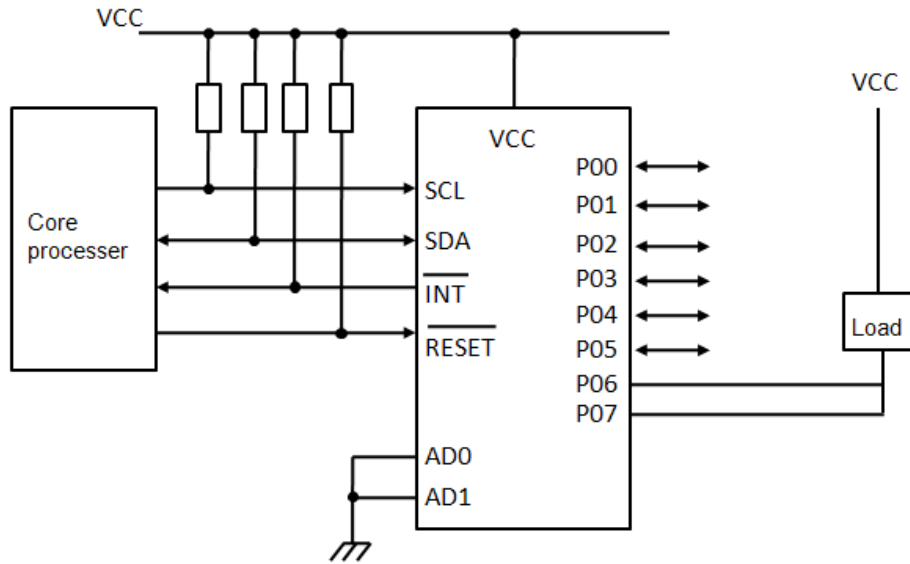 VCC
VCC
VCC
Core
processer
SCL
SDA
INT
RESET
AD0
AD1
P00
P01
P02
P03
P04
P05
P06
P07
Load